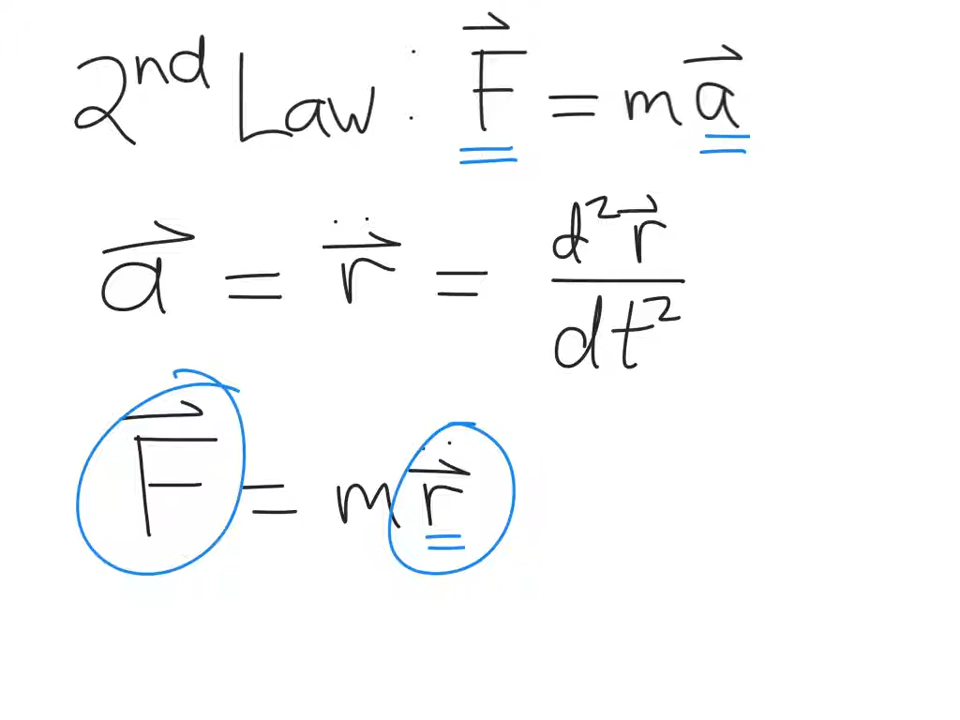 2nd Law : F⃗ = ma⃗
a⃗ = r⃗̈ = d²r⃗/dt²
F⃗ = mr⃗̈